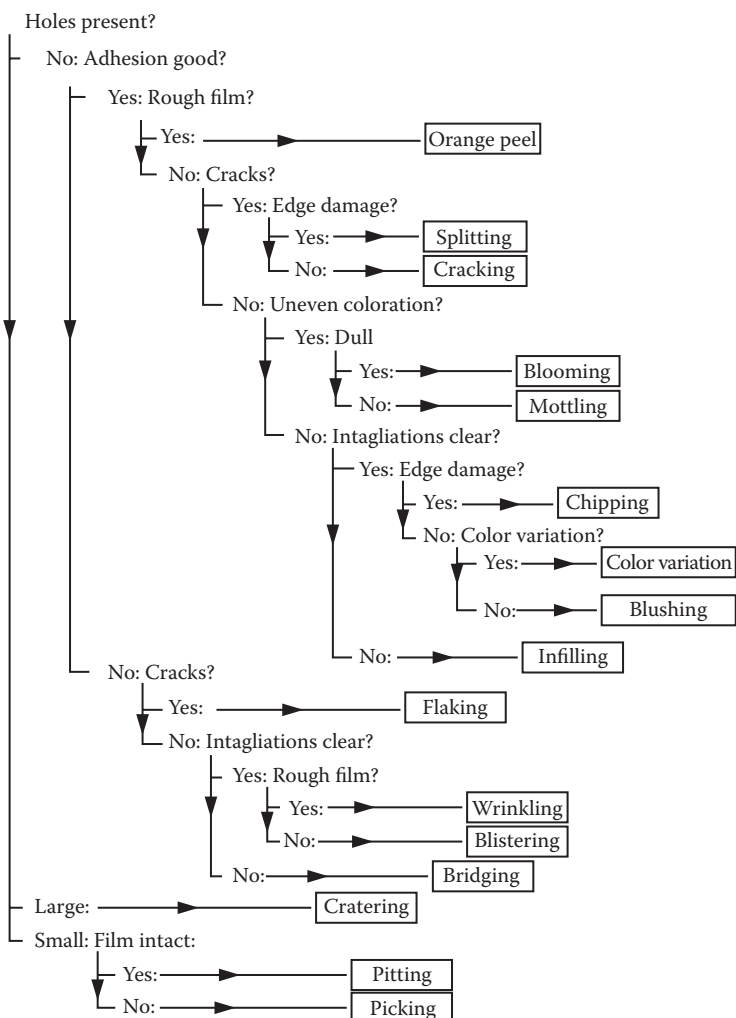 Holes present?
No: Adhesion good?
Yes: Rough film?
Yes: Orange peel
No: Cracks?
Yes: Edge damage?
Yes: Splitting
No: Cracking
No: Uneven coloration?
Yes: Dull
Yes: Blooming
No: Mottling
No: Intagliations clear?
Yes: Edge damage?
Yes: Chipping
No: Color variation?
Yes: Color variation
No: Blushing
No: Infilling
No: Cracks?
Yes: Flaking
No: Intagliations clear?
Yes: Rough film?
Yes: Wrinkling
No: Blistering
No: Bridging
Large: Cratering
Small: Film intact:
Yes: Pitting
No: Picking